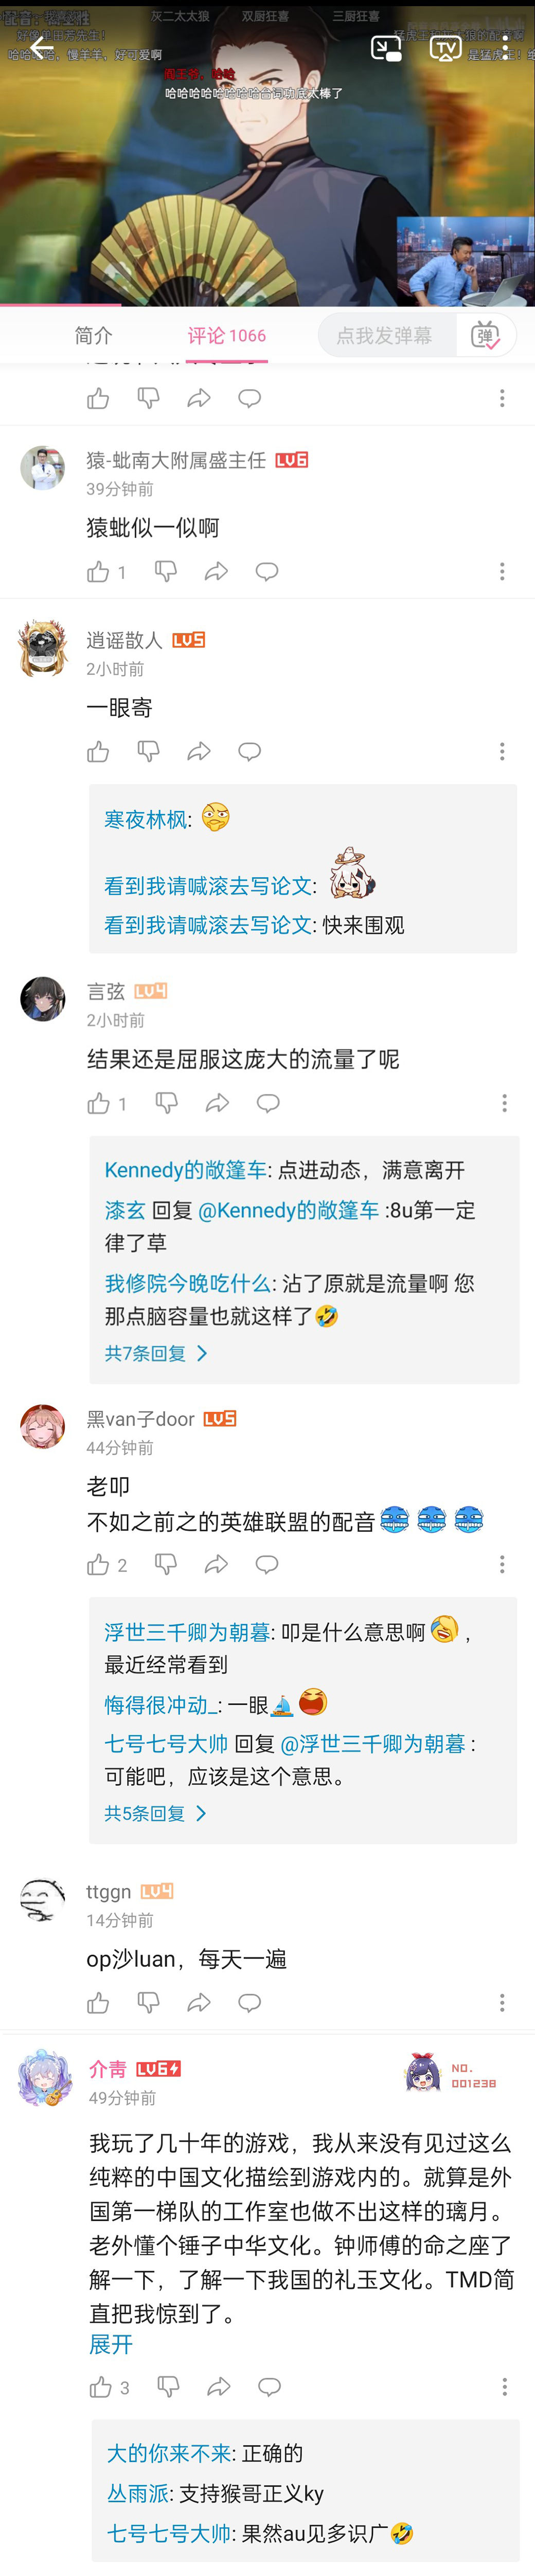 灰二太太狼 双厨狂喜 三厨狂喜
哈哈哈哈，慢羊羊，好可爱啊
魔王爷，哈哈
哈哈哈哈哈哈哈哈台词功底太棒了
TV
简介 评论 1066 点我发弹幕 弹
猿-蚍南大附属盛主任 LV6
39分钟前
猿蚍似一似啊
1
逍谣散人 LV5
2小时前
一眼寄
寒夜林枫:
看到我请喊滚去写论文:
看到我请喊滚去写论文: 快来围观
言弦 LV4
2小时前
结果还是屈服这庞大的流量了呢
1
Kennedy的敞篷车: 点进动态，满意离开
漆玄 回复 @Kennedy的敞篷车 :8u第一定
律了草
我修院今晚吃什么: 沾了原就是流量啊 您
那点脑容量也就这样了
共7条回复
黑van子door LV5
44分钟前
老叩
不如之前之的英雄联盟的配音
2
浮世三千卿为朝暮: 叩是什么意思啊，
最近经常看到
悔得很冲动_: 一眼
七号七号大帅 回复 @浮世三千卿为朝暮 :
可能吧，应该是这个意思。
共5条回复
ttggn LV4
14分钟前
op沙luan，每天一遍
介青 LV6
NO.
001238
49分钟前
我玩了几十年的游戏，我从来没有见过这么
纯粹的中国文化描绘到游戏内的。就算是外
国第一梯队的工作室也做不出这样的璃月。
老外懂个锤子中华文化。钟师傅的命之座了
解一下，了解一下我国的礼玉文化。TMD简
直把我惊到了。
展开
3
大的你来不来: 正确的
丛雨派: 支持猴哥正义ky
七号七号大帅: 果然au见多识广